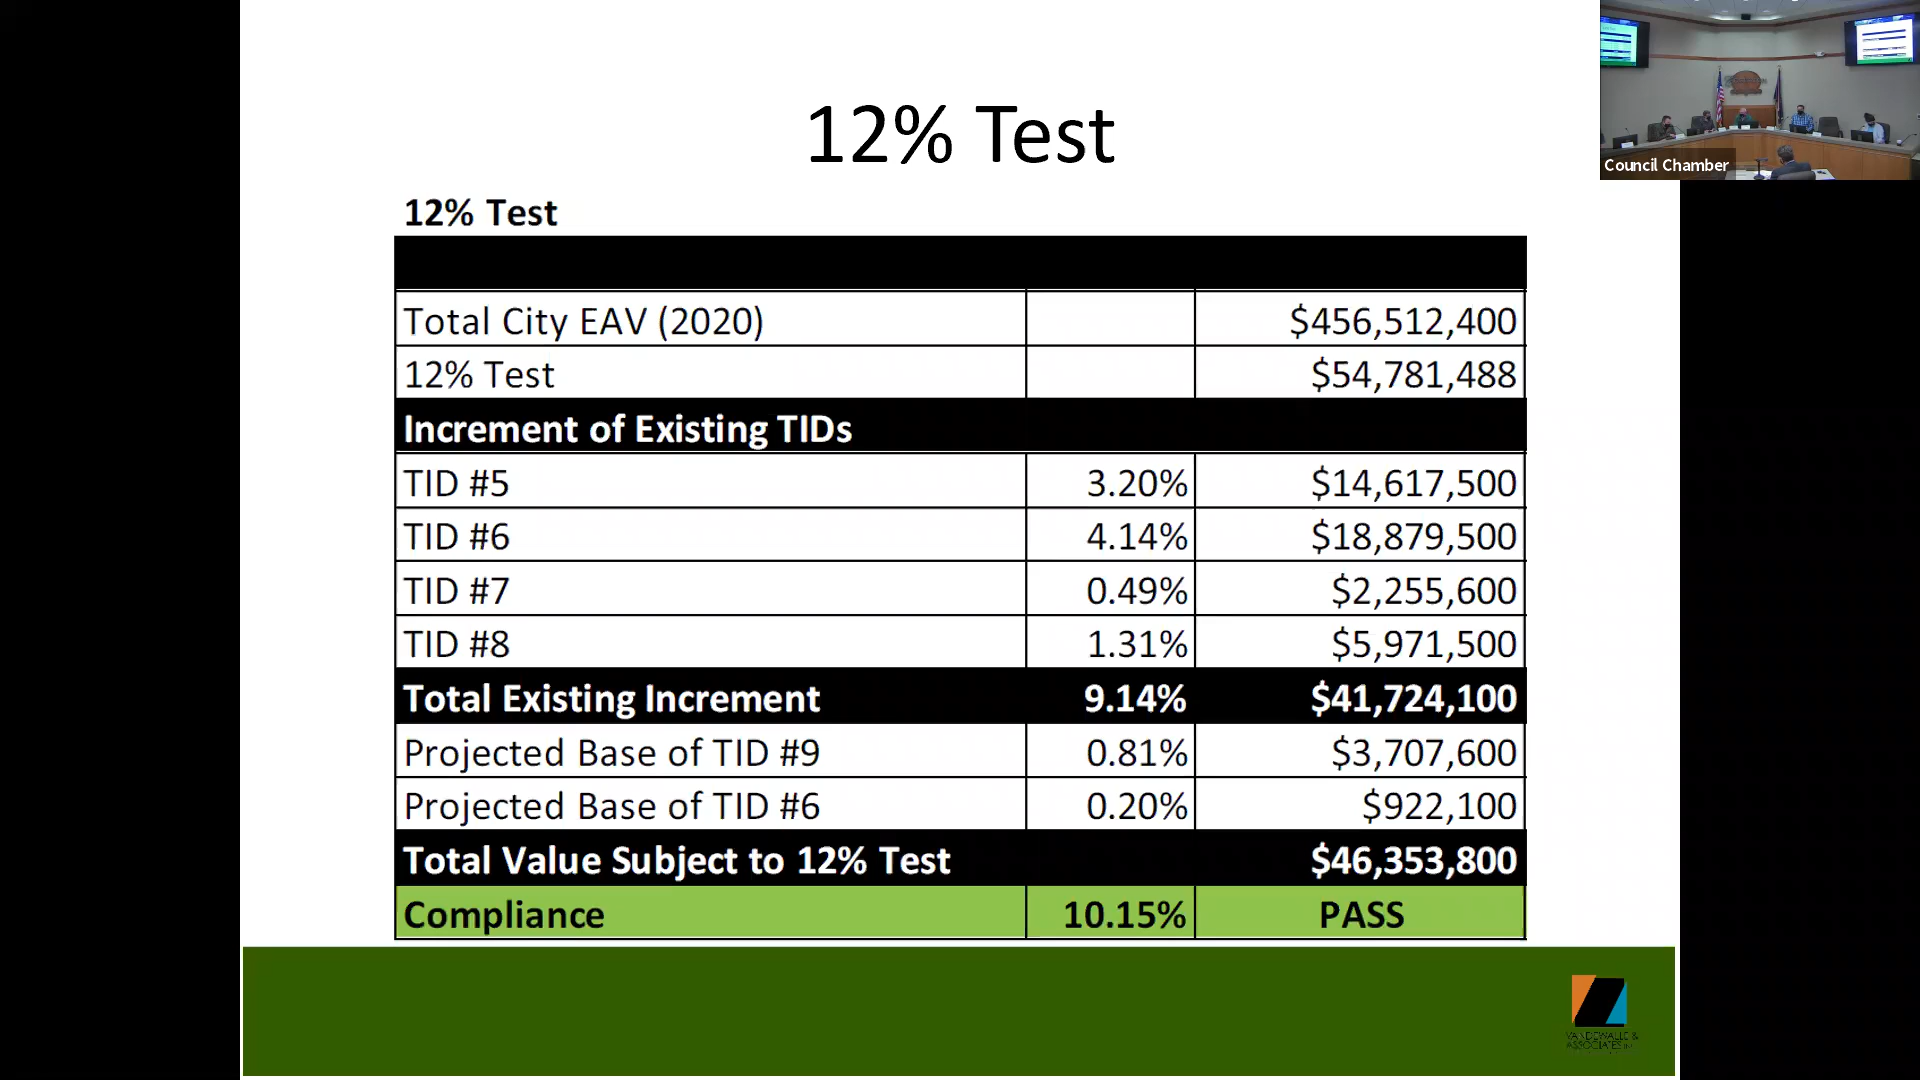 12% Test
Council Chamber
12% Test
Total City EAV (2020) $456,512,400
12% Test $54,781,488
Increment of Existing TIDs
TID #5 3.20% $14,617,500
TID #6 4.14% $18,879,500
TID #7 0.49% $2,255,600
TID #8 1.31% $5,971,500
Total Existing Increment 9.14% $41,724,100
Projected Base of TID #9 0.81% $3,707,600
Projected Base of TID #6 0.20% $922,100
Total Value Subject to 12% Test $46,353,800
Compliance 10.15% PASS
VANDEWALLE &
ASSOCIATES